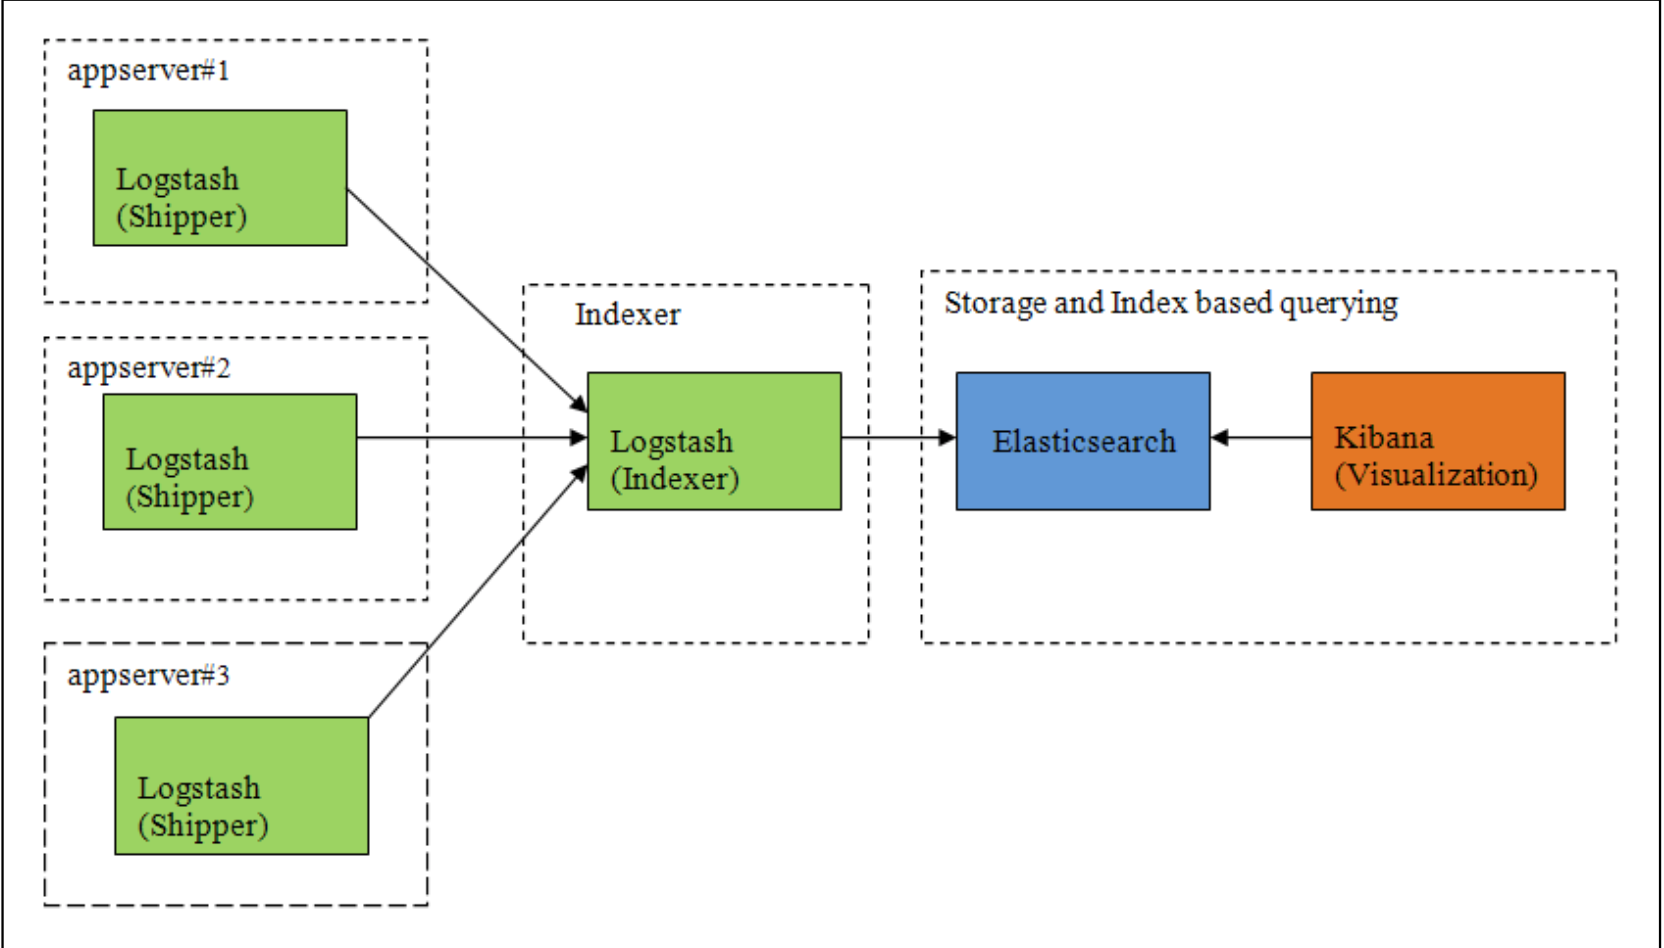 appserver#1
Logstash
(Shipper)
appserver#2
Logstash
(Shipper)
appserver#3
Logstash
(Shipper)
Indexer
Logstash
(Indexer)
Storage and Index based querying
Elasticsearch
Kibana
(Visualization)